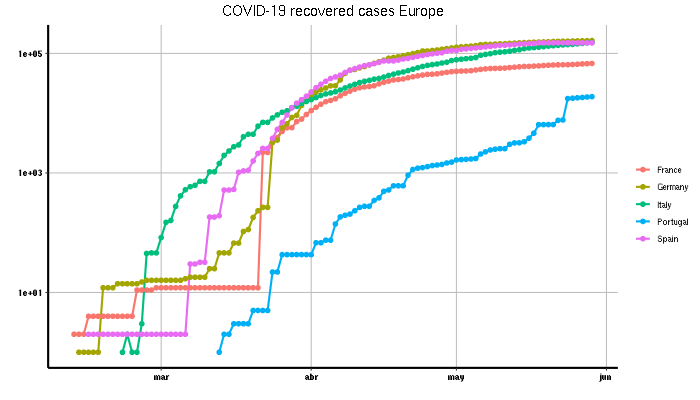 COVID-19 recovered cases Europe
1e+05
1e+03
1e+01
mar
abr
may
jun
France
Germany
Italy
Portugal
Spain